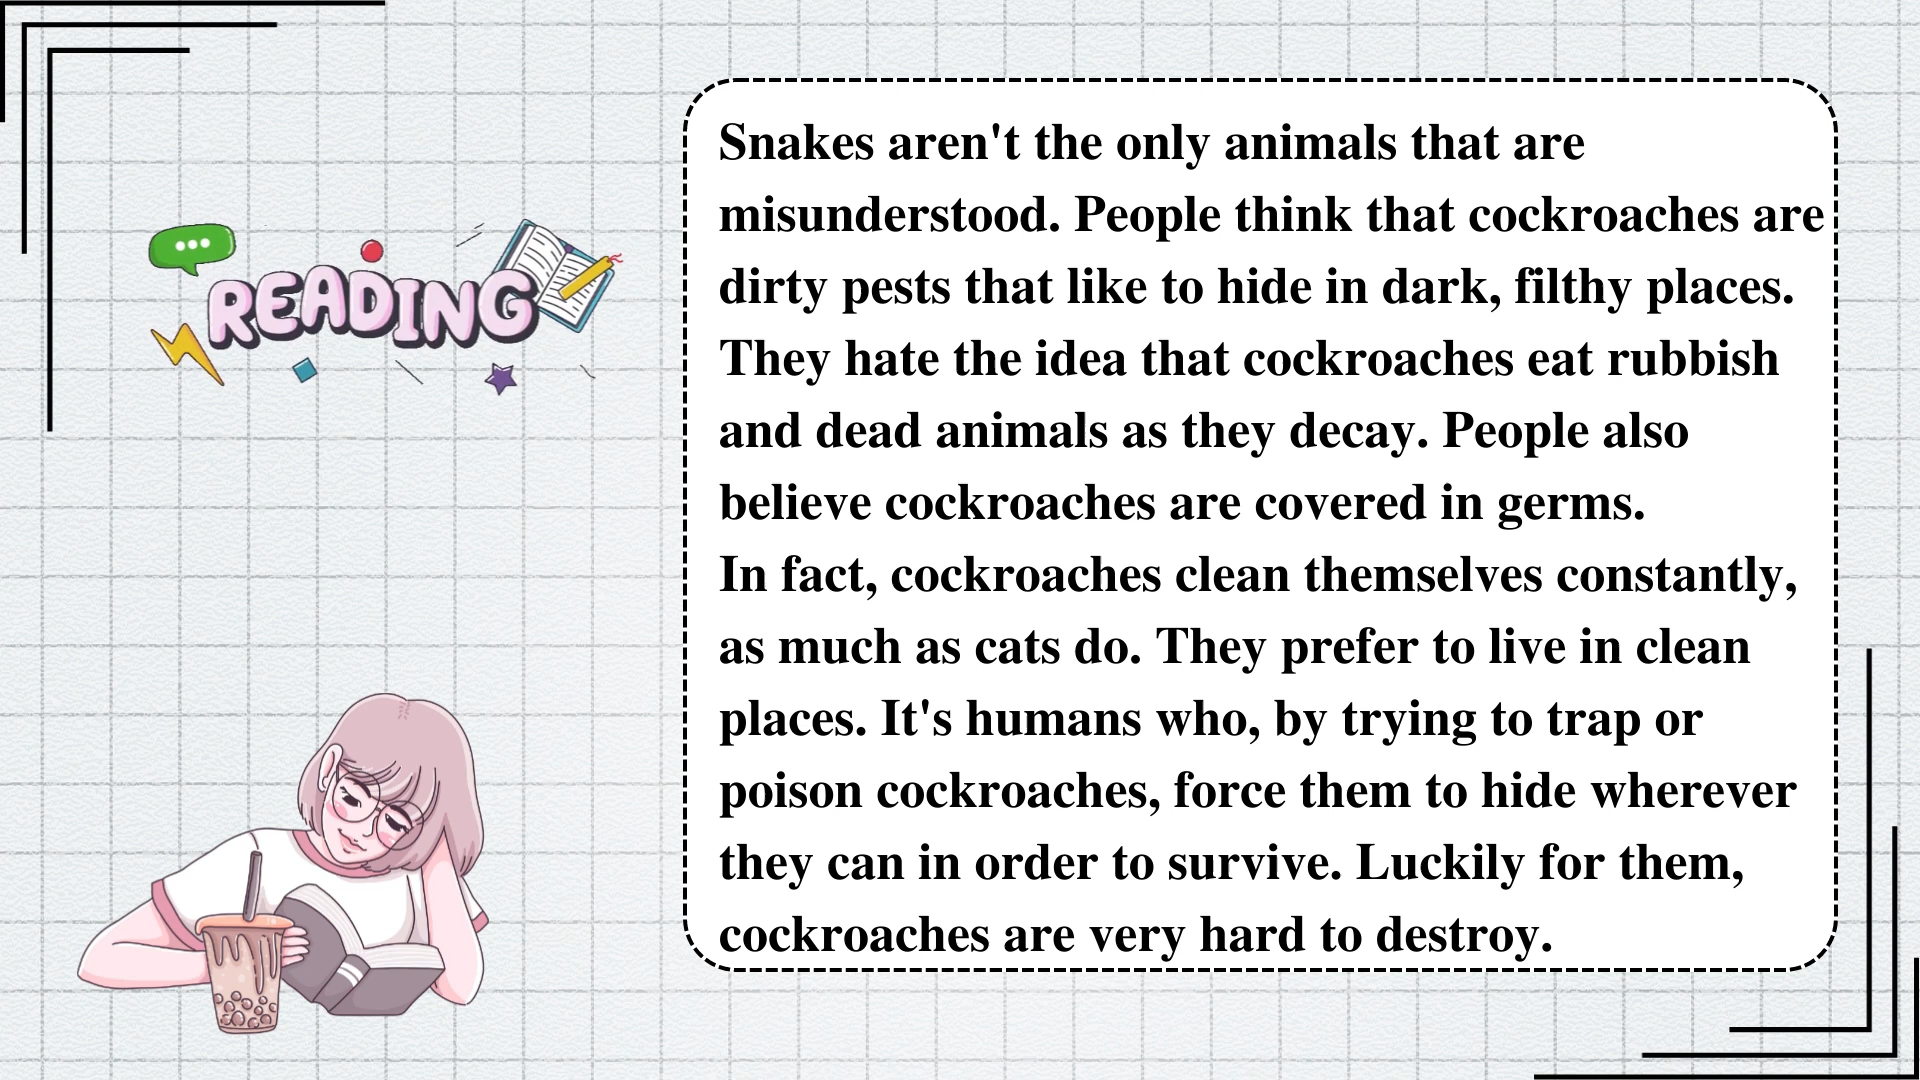 READING
Snakes aren't the only animals that are
misunderstood. People think that cockroaches are
dirty pests that like to hide in dark, filthy places.
They hate the idea that cockroaches eat rubbish
and dead animals as they decay. People also
believe cockroaches are covered in germs.
In fact, cockroaches clean themselves constantly,
as much as cats do. They prefer to live in clean
places. It's humans who, by trying to trap or
poison cockroaches, force them to hide wherever
they can in order to survive. Luckily for them,
cockroaches are very hard to destroy.